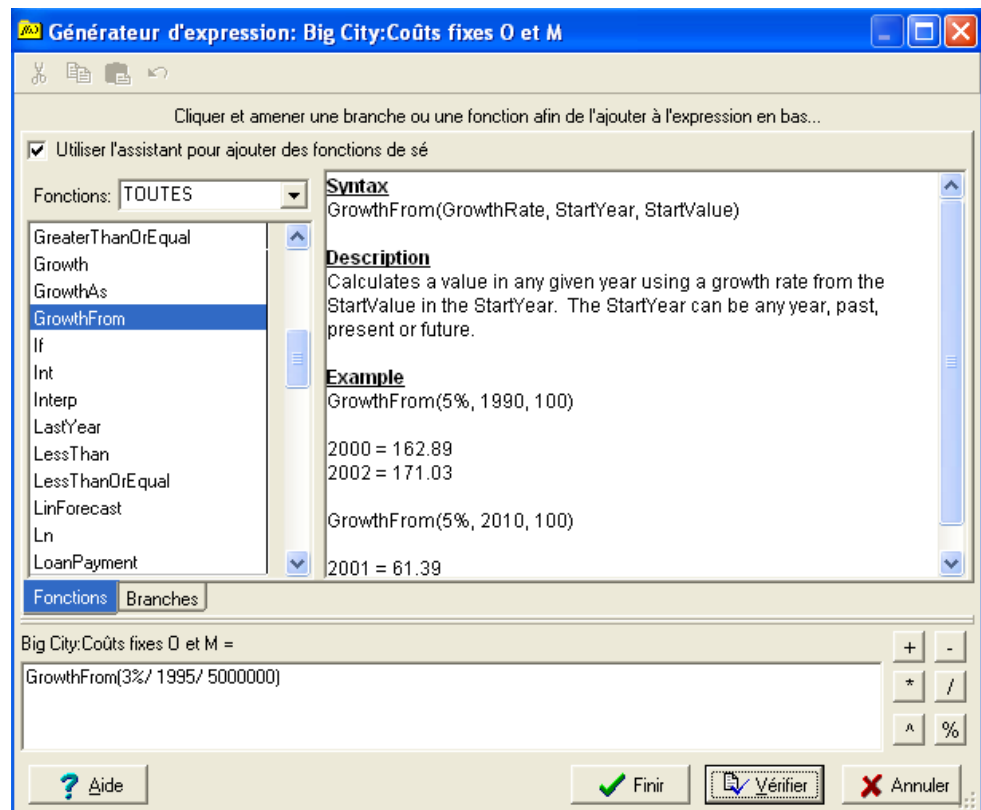 Générateur d'expression: Big City:Coûts fixes O et M
Cliquer et amener une branche ou une fonction afin de l'ajouter à l'expression en bas...
Utiliser l'assistant pour ajouter des fonctions de sé
Fonctions: TOUTES
GreaterThanOrEqual
Growth
GrowthAs
GrowthFrom
If
Int
Interp
LastYear
LessThan
LessThanOrEqual
LinForecast
Ln
LoanPayment
Syntax
GrowthFrom(GrowthRate, StartYear, StartValue)
Description
Calculates a value in any given year using a growth rate from the
StartValue in the StartYear. The StartYear can be any year, past,
present or future.
Example
GrowthFrom(5%, 1990, 100)
2000 = 162.89
2002 = 171.03
GrowthFrom(5%, 2010, 100)
2001 = 61.39
Fonctions Branches
Big City:Coûts fixes O et M =
GrowthFrom(3%/ 1995/ 5000000)
+ -
* /
^ %
? Aide
Finir
Vérifier
Annuler